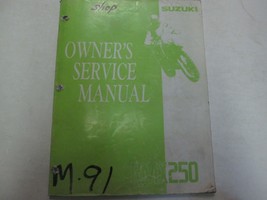 shop
SUZUKI
OWNER'S
SERVICE
MANUAL
M.91
250